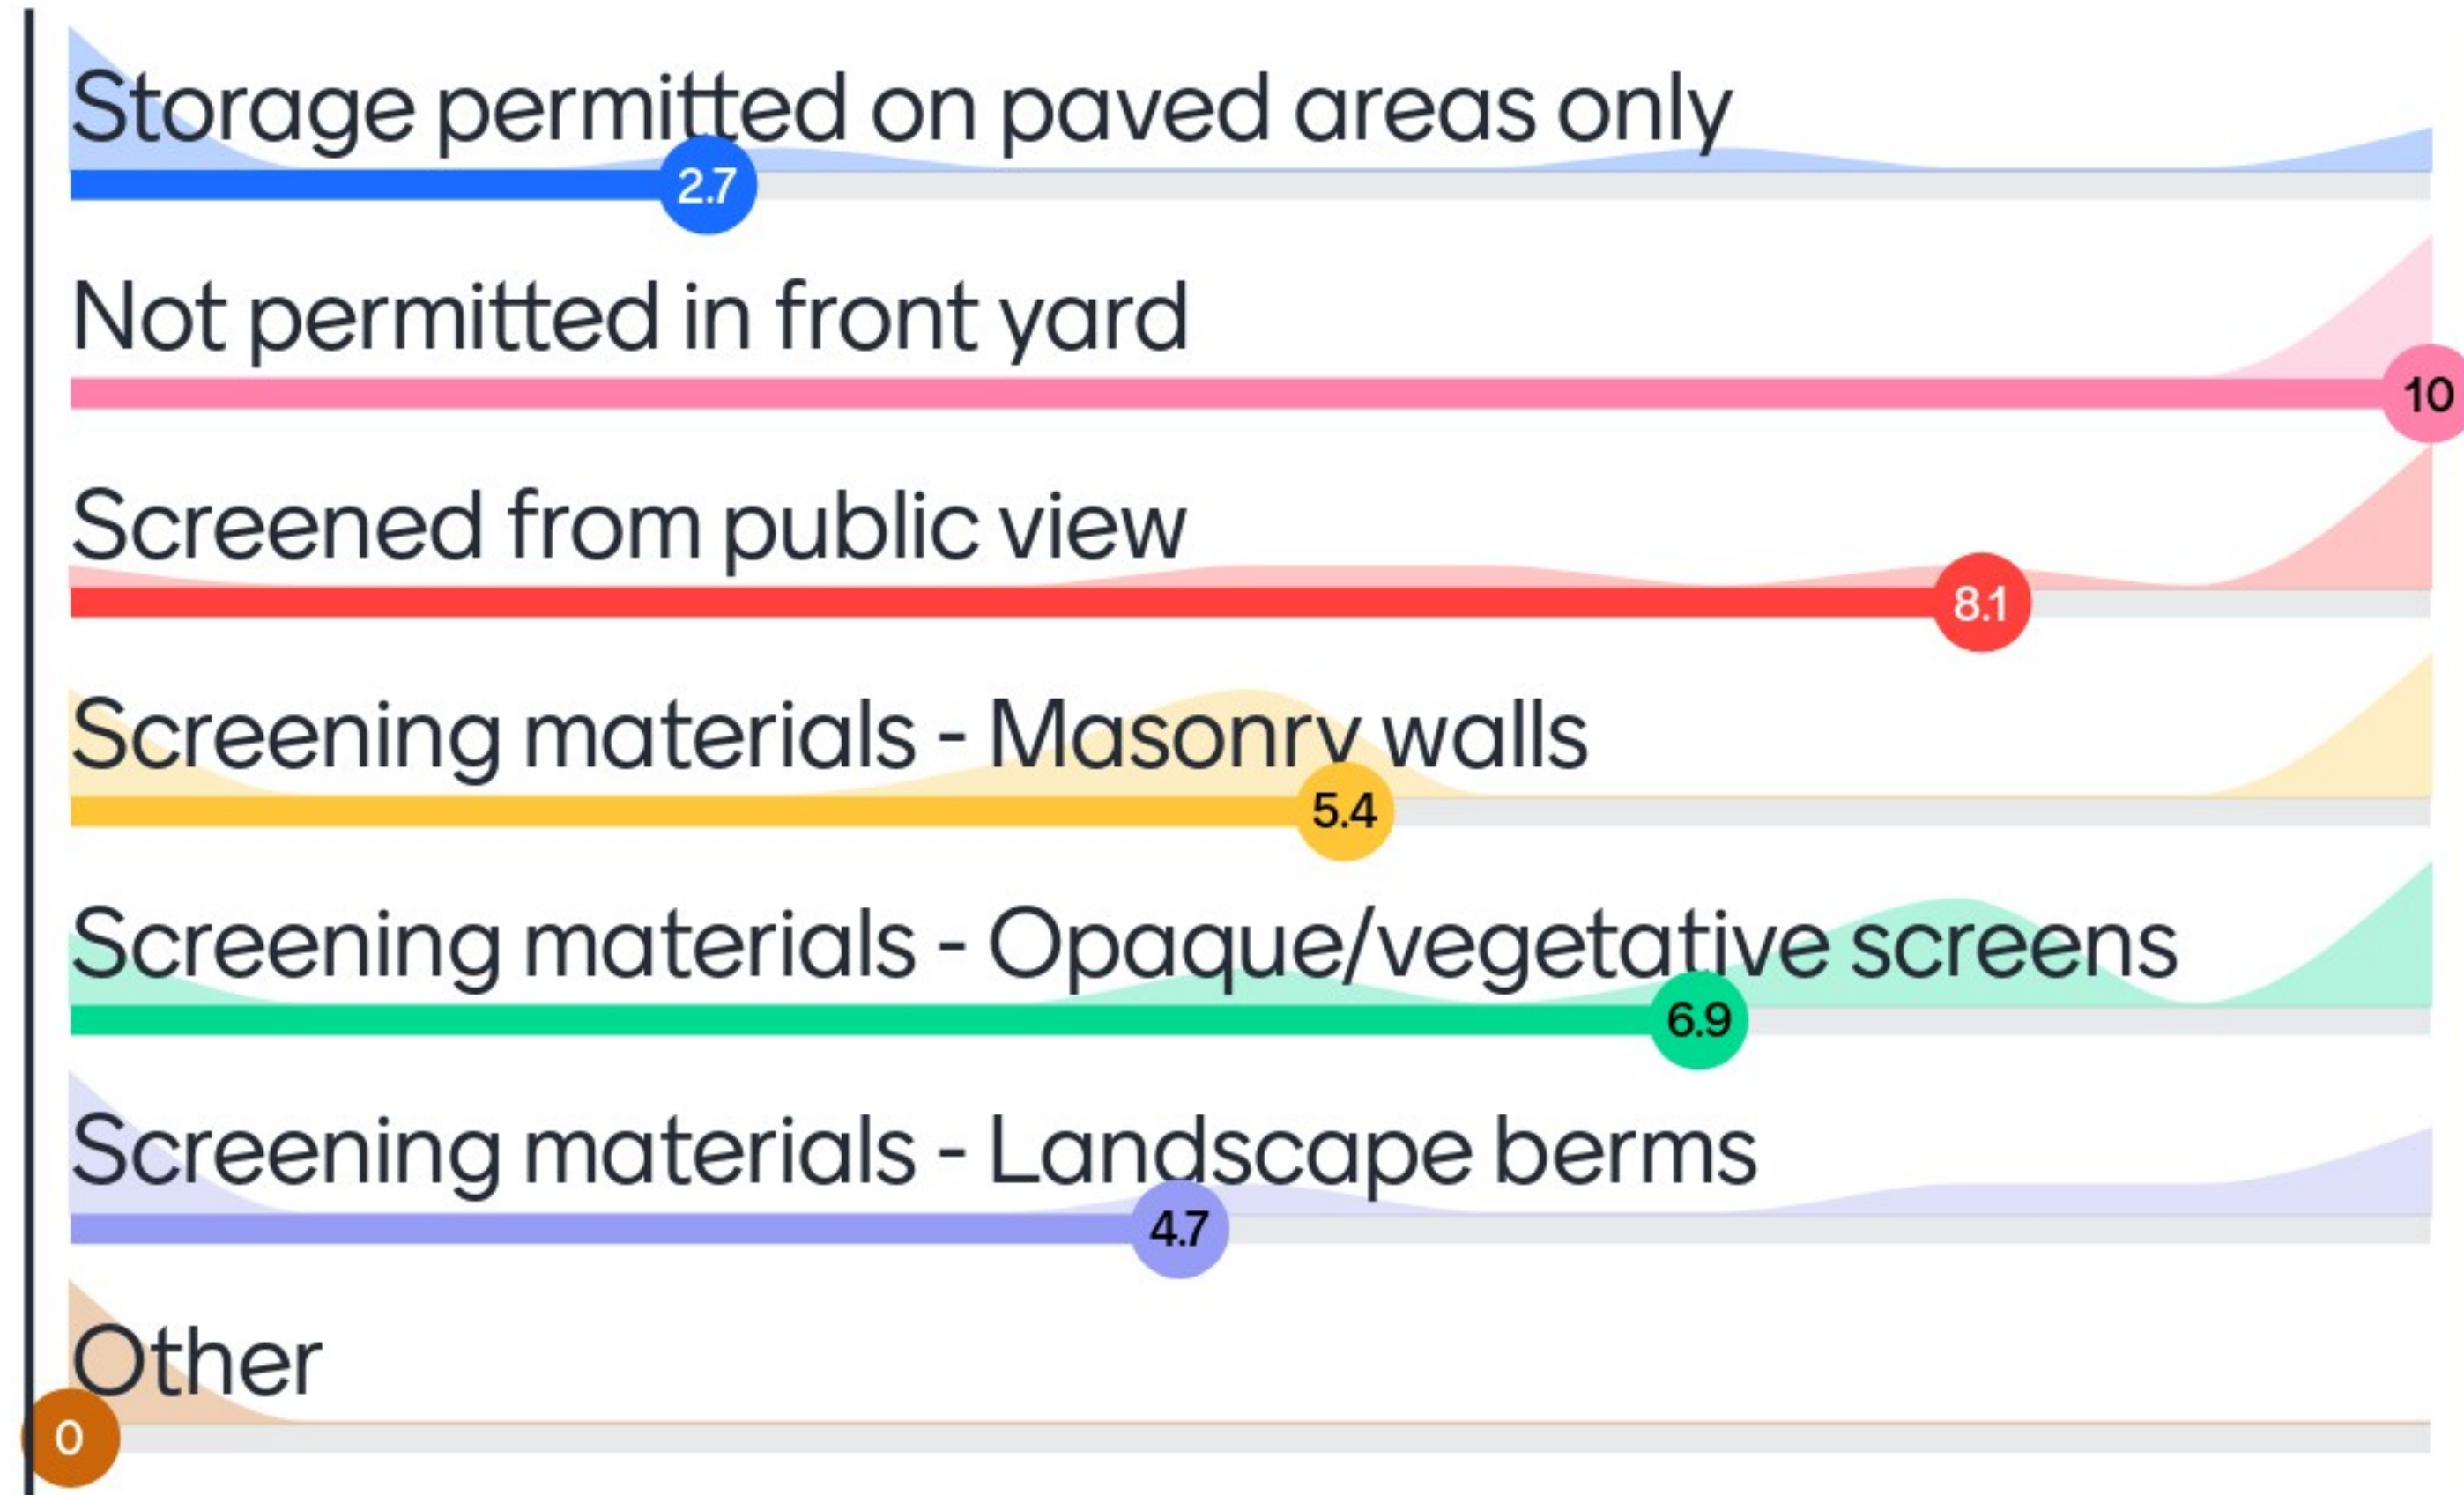 Storage permitted on paved areas only
2.7
Not permitted in front yard
10
Screened from public view
8.1
Screening materials - Masonry walls
5.4
Screening materials - Opaque/vegetative screens
6.9
Screening materials - Landscape berms
4.7
Other
0